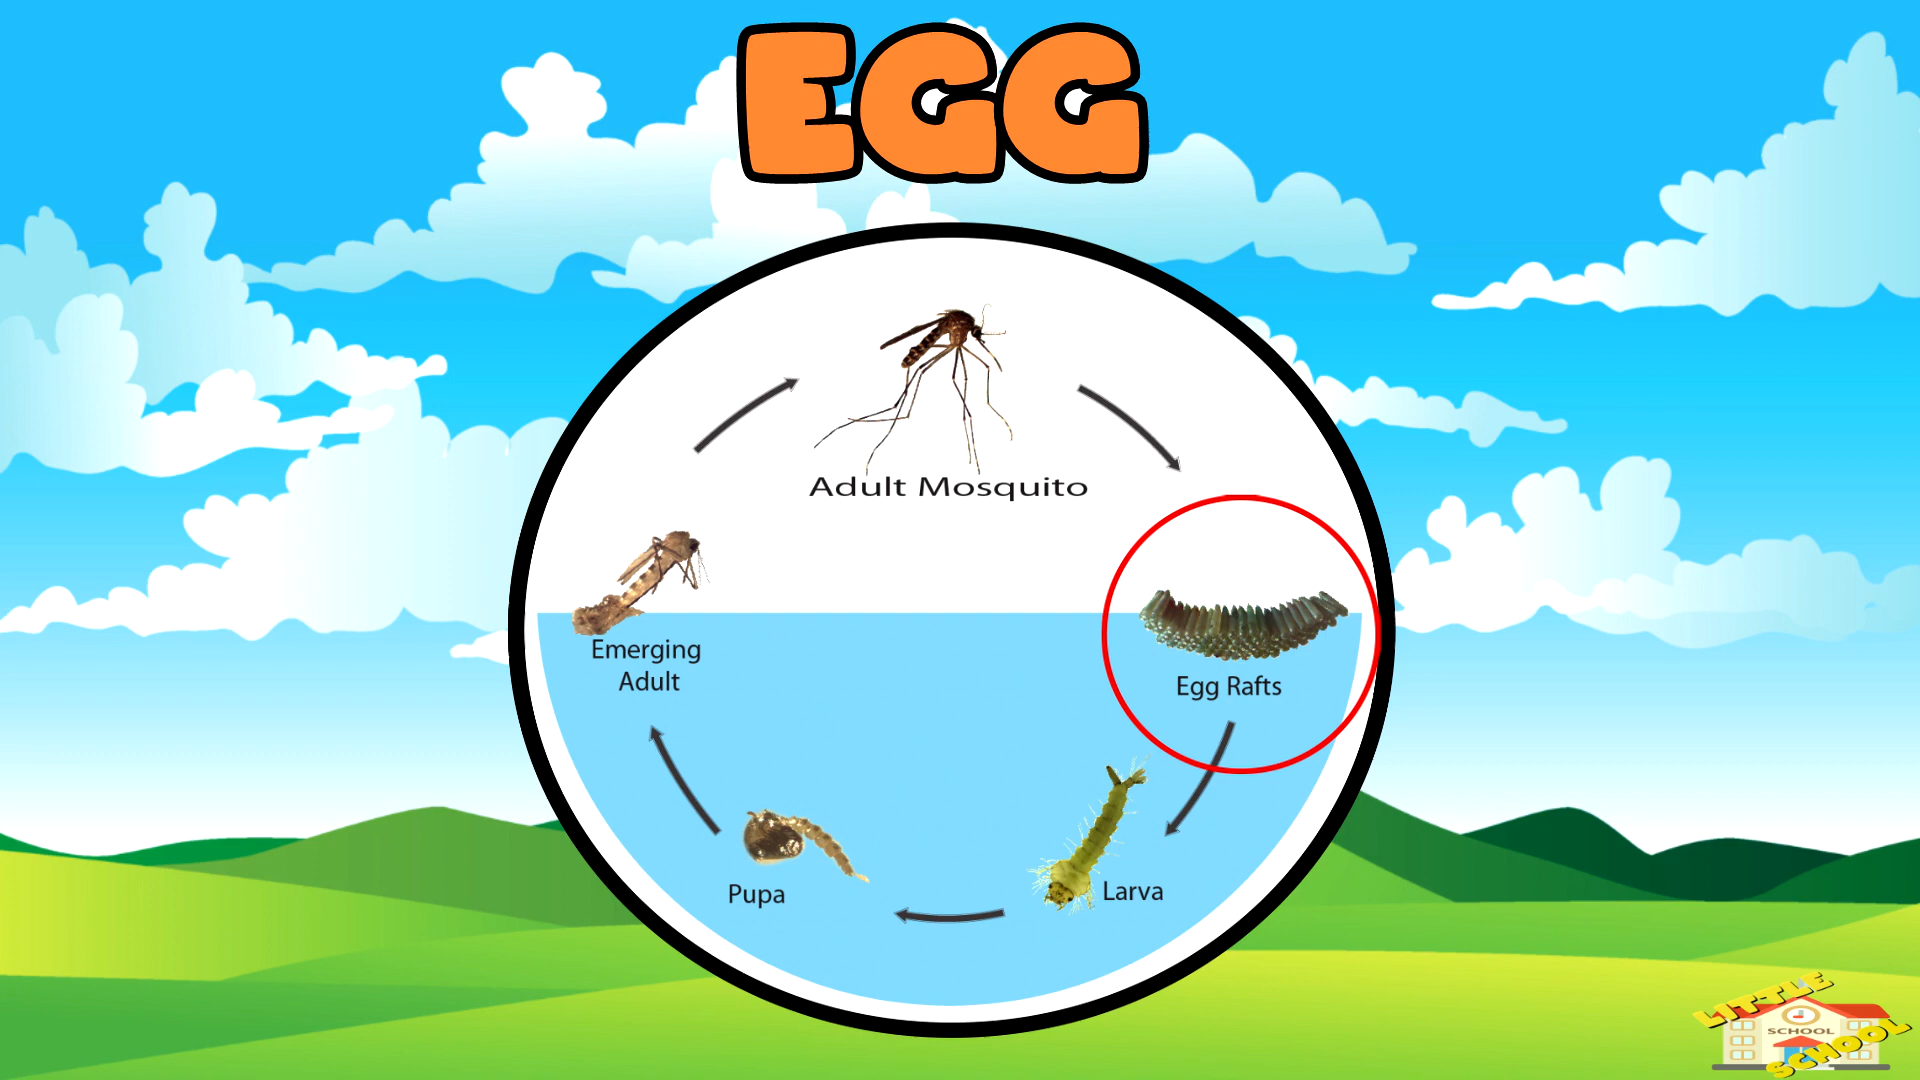 EGG
Adult Mosquito
Emerging
Adult
Egg Rafts
Pupa
Larva
LITTLE
SCHOOL
SCHOOL